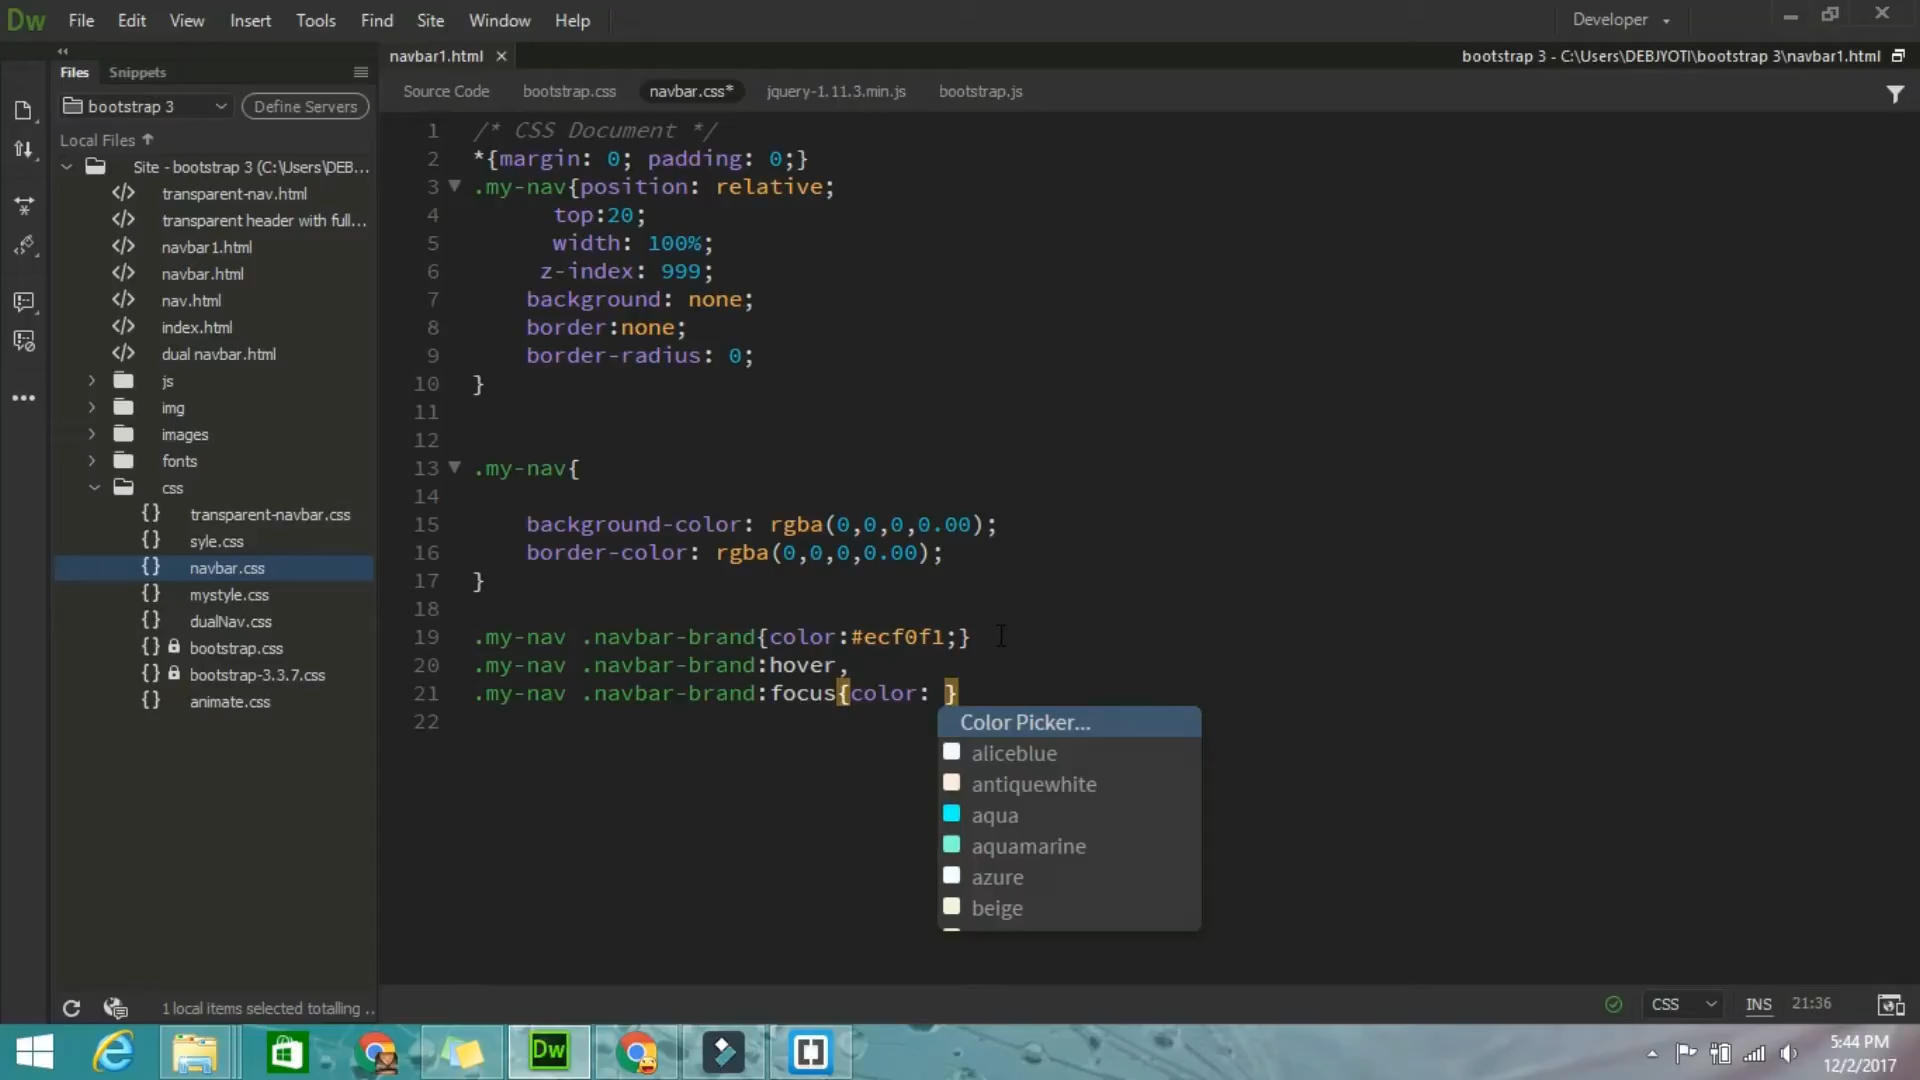 Dw File Edit View Insert Tools Find Site Window Help Developer
navbar1.html
bootstrap 3 - C:\Users\DEBJYOTI\bootstrap 3\navbar1.html
Files Snippets
Source Code bootstrap.css navbar.css* jquery-1.11.3.min.js bootstrap.js
bootstrap 3 Define Servers
Local Files
Site - bootstrap 3 (C:\Users\DEB...
transparent-nav.html
transparent header with full...
navbar1.html
navbar.html
nav.html
index.html
dual navbar.html
js
img
images
fonts
css
transparent-navbar.css
syle.css
navbar.css
mystyle.css
dualNav.css
bootstrap.css
bootstrap-3.3.7.css
animate.css
1 local items selected totalling ..
1 /* CSS Document */
2 *{margin: 0; padding: 0;}
3 .my-nav{position: relative;
4 top:20;
5 width: 100%;
6 z-index: 999;
7 background: none;
8 border:none;
9 border-radius: 0;
10 }
11
12
13 .my-nav{
14
15 background-color: rgba(0,0,0,0.00);
16 border-color: rgba(0,0,0,0.00);
17 }
18
19 .my-nav .navbar-brand{color:#ecf0f1;}
20 .my-nav .navbar-brand:hover,
21 .my-nav .navbar-brand:focus{color: }
22
Color Picker...
aliceblue
antiquewhite
aqua
aquamarine
azure
beige
CSS INS 21:36
Dw
5:44 PM
12/2/2017